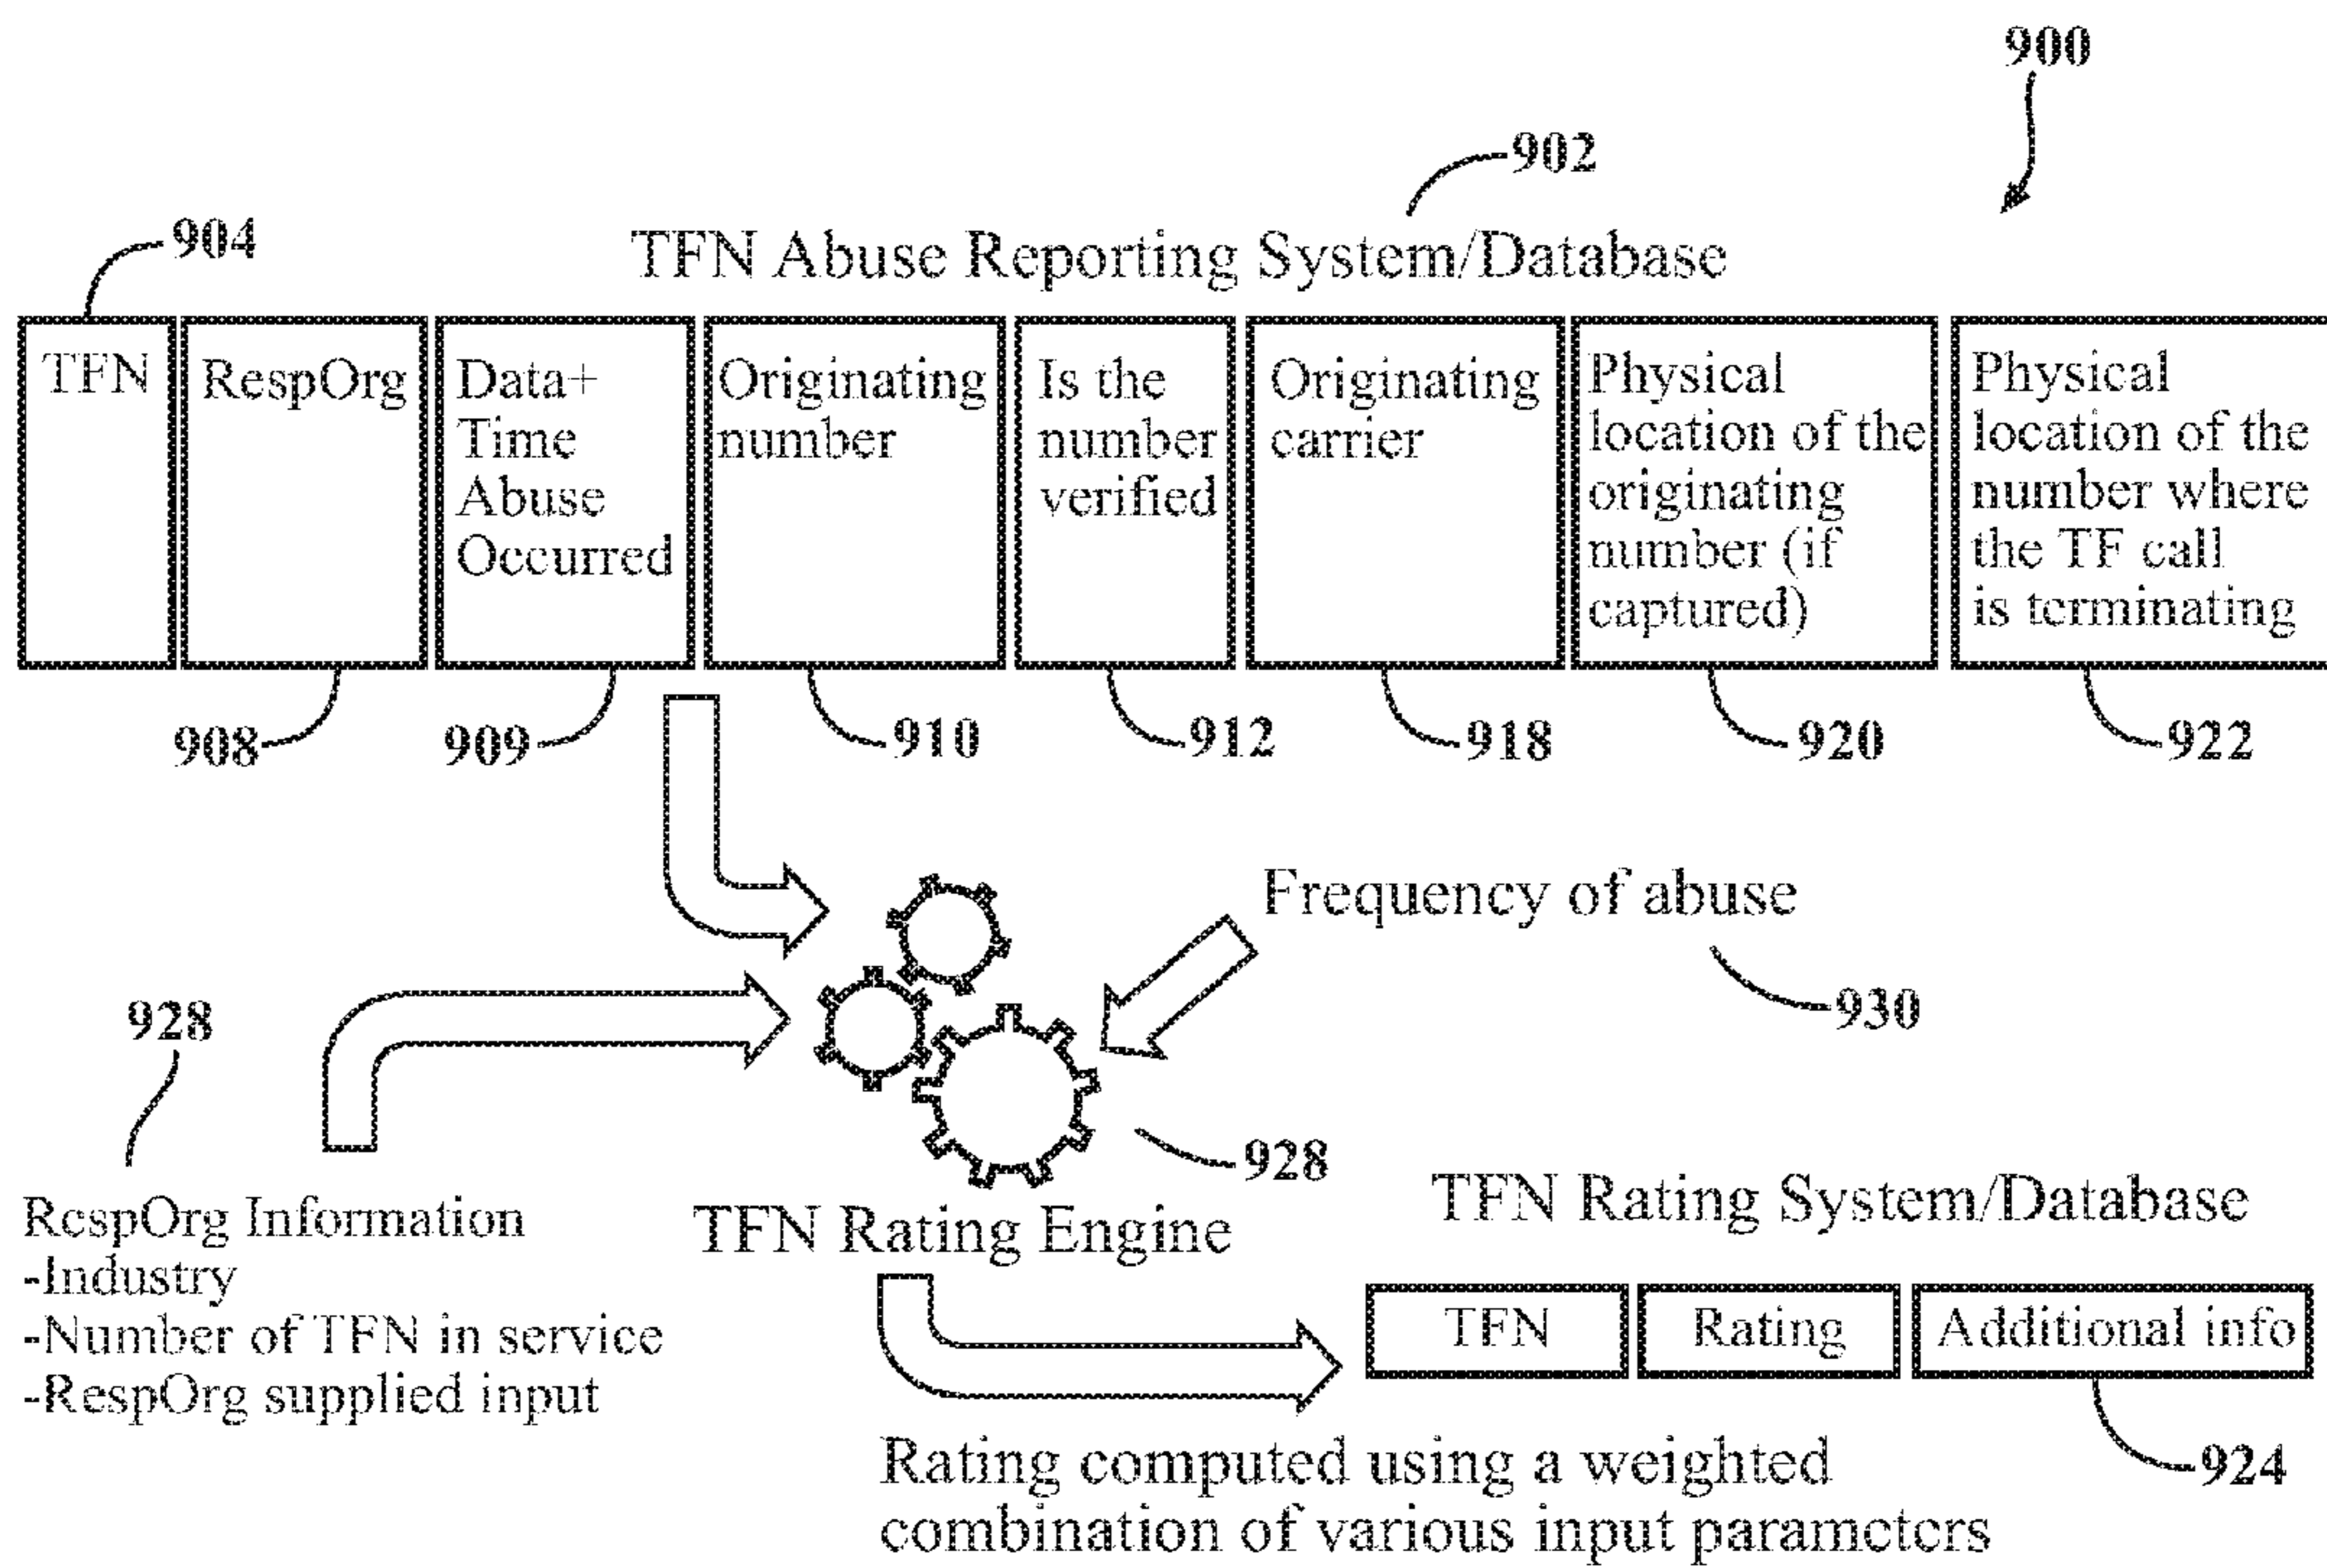 900
902
904
TFN Abuse Reporting System/Database
TFN
RespOrg
Data+
Time
Abuse
Occurred
Originating
number
Is the
number
verified
Originating
carrier
Physical
location of the
originating
number (if
captured)
Physical
location of the
number where
the TF call
is terminating
908
909
910
912
918
920
922
Frequency of abuse
930
928
RespOrg Information
-Industry
-Number of TFN in service
-RespOrg supplied input
928
TFN Rating Engine
TFN Rating System/Database
TFN
Rating
Additional info
924
Rating computed using a weighted
combination of various input parameters